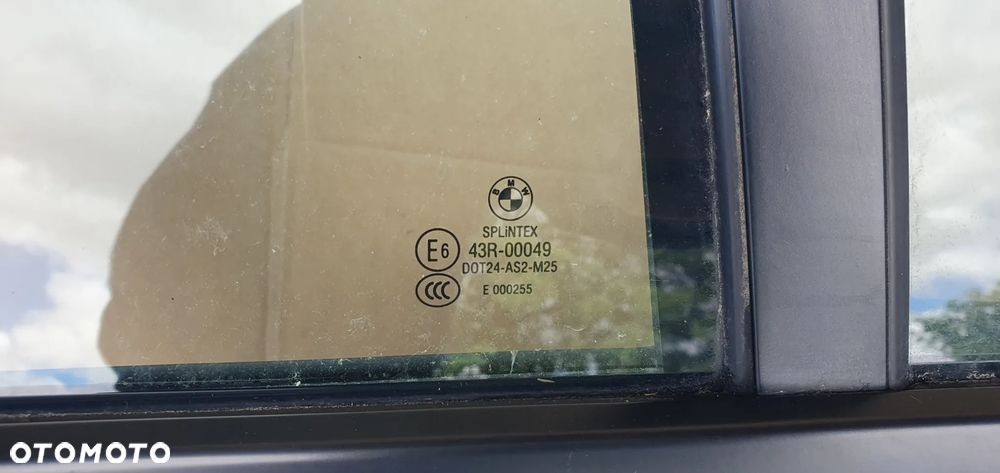 BMW
SPLiNTEX
E6 43R-00049
DOT24-AS2-M25
CCC E 000255
OTOMOTO